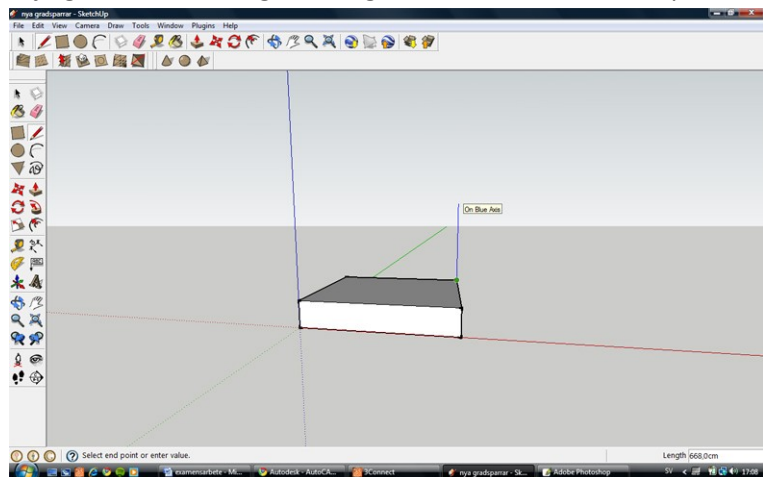 nya gradsparrar - SketchUp
File Edit View Camera Draw Tools Window Plugins Help
On Blue Axis
Select end point or enter value.
Length 668,0cm
examensarbete - Mi...
Autodesk - AutoCA...
3Connect
nya gradsparrar - Sk...
Adobe Photoshop
SV
17:08